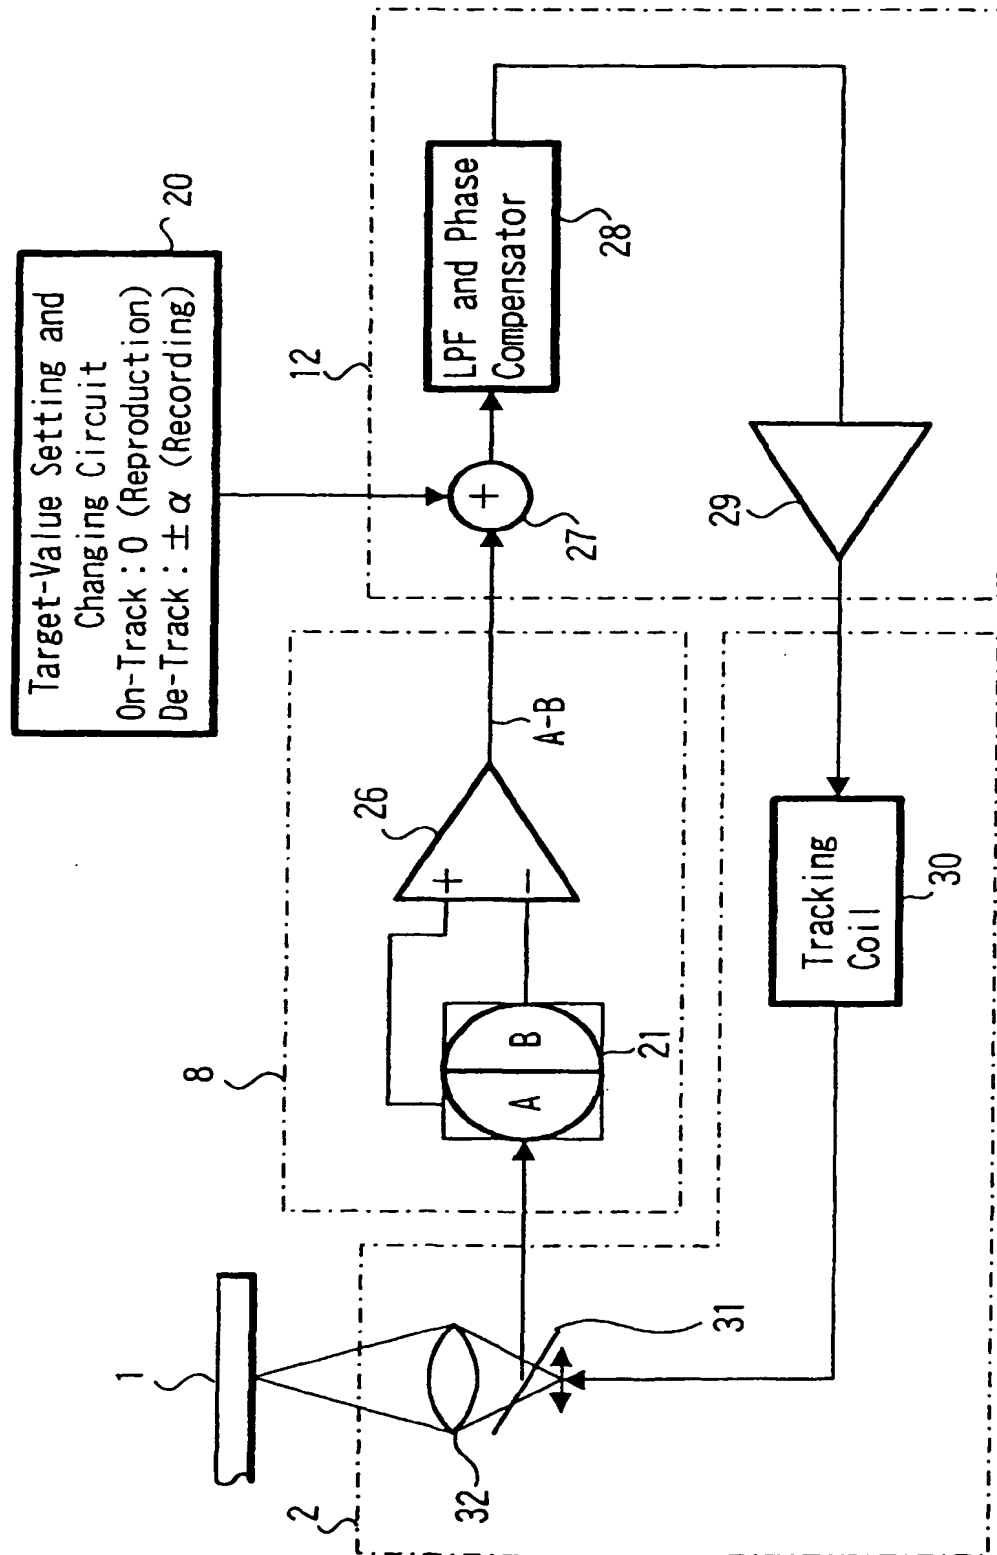 Target-Value Setting and
Changing Circuit
On-Track : 0 (Reproduction)
De-Track : ± α (Recording)
20
1
2
32
31
8
A
B
21
26
+
−
A-B
12
+
27
LPF and Phase
Compensator
28
29
Tracking
Coil
30